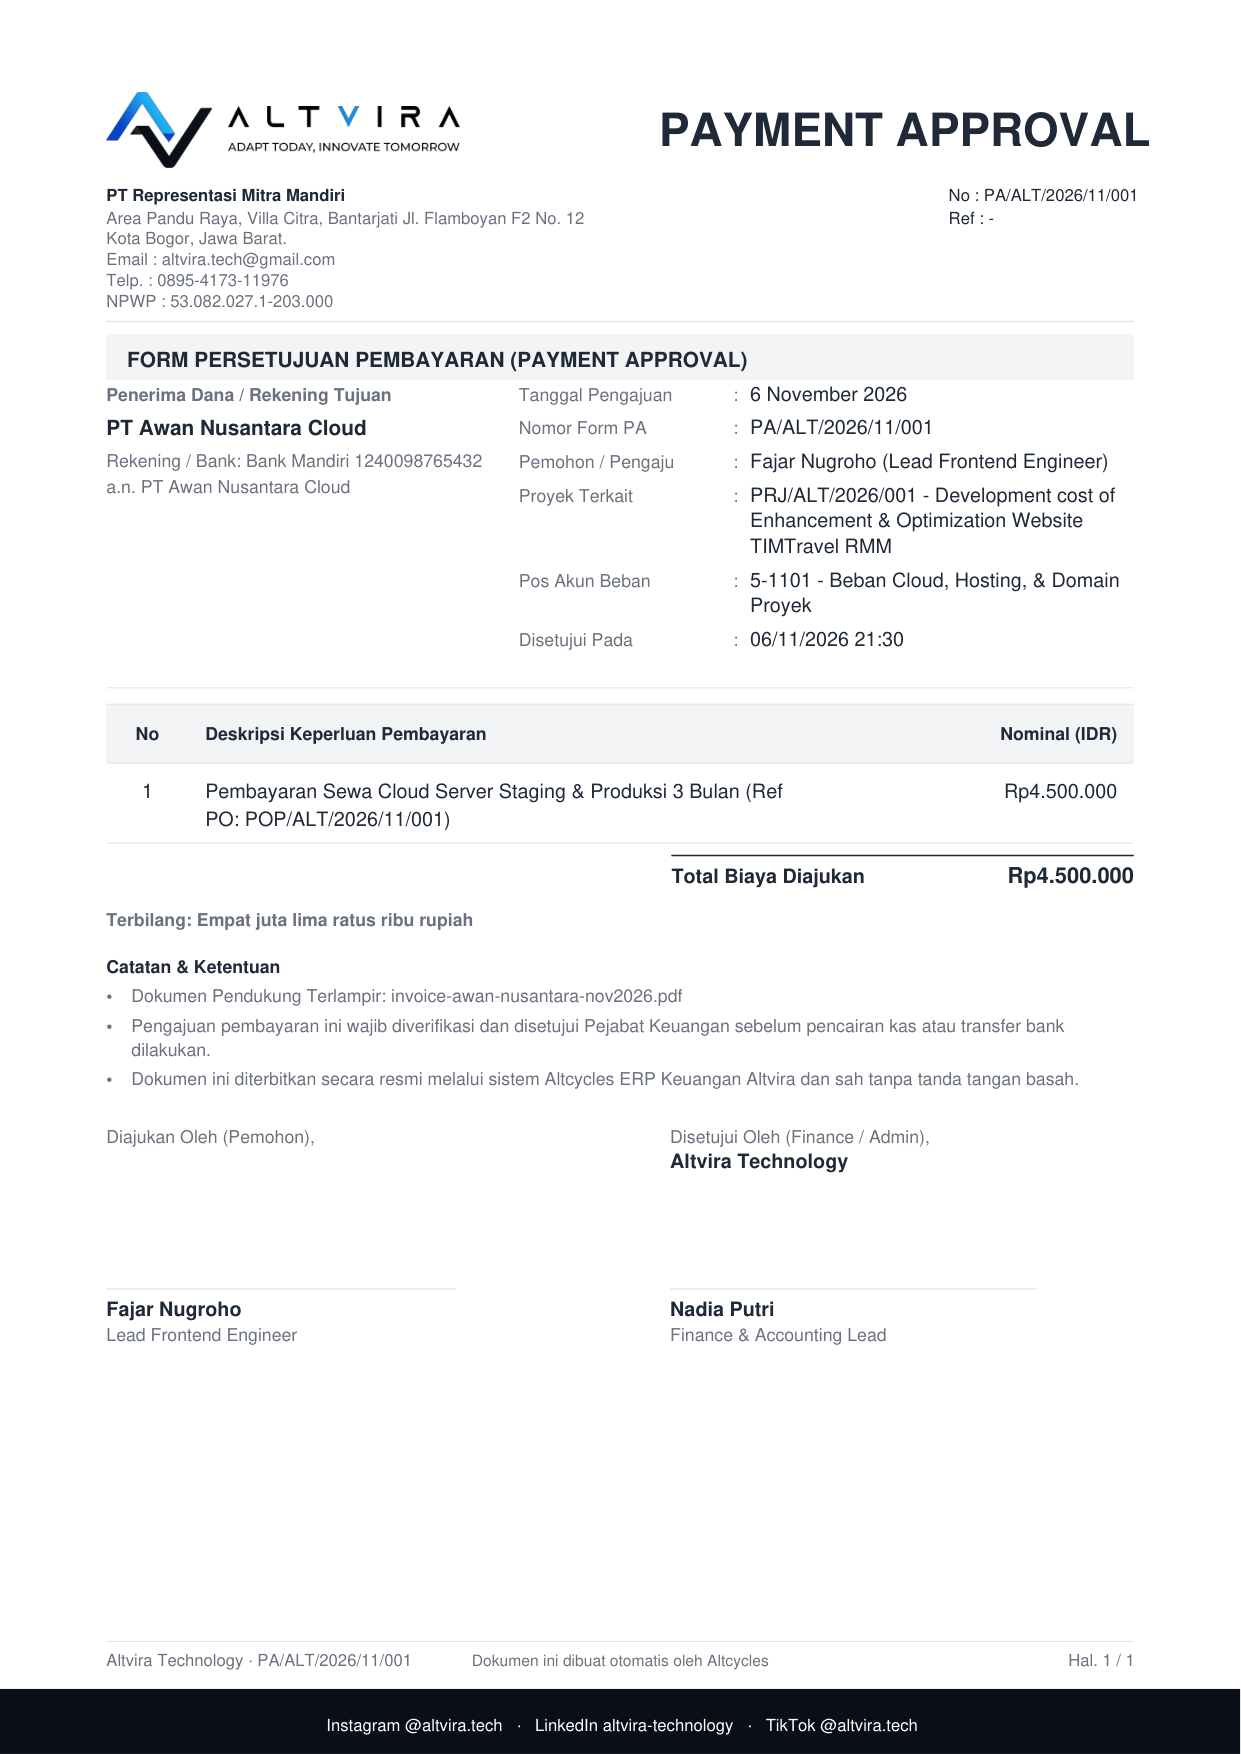 ALTVIRA
ADAPT TODAY, INNOVATE TOMORROW
PAYMENT APPROVAL
PT Representasi Mitra Mandiri
Area Pandu Raya, Villa Citra, Bantarjati Jl. Flamboyan F2 No. 12
Kota Bogor, Jawa Barat.
Email : altvira.tech@gmail.com
Telp. : 0895-4173-11976
NPWP : 53.082.027.1-203.000
No : PA/ALT/2026/11/001
Ref : -
FORM PERSETUJUAN PEMBAYARAN (PAYMENT APPROVAL)
Penerima Dana / Rekening Tujuan
PT Awan Nusantara Cloud
Rekening / Bank: Bank Mandiri 1240098765432
a.n. PT Awan Nusantara Cloud
Tanggal Pengajuan : 6 November 2026
Nomor Form PA : PA/ALT/2026/11/001
Pemohon / Pengaju : Fajar Nugroho (Lead Frontend Engineer)
Proyek Terkait : PRJ/ALT/2026/001 - Development cost of
Enhancement & Optimization Website
TIMTravel RMM
Pos Akun Beban : 5-1101 - Beban Cloud, Hosting, & Domain
Proyek
Disetujui Pada : 06/11/2026 21:30
No Deskripsi Keperluan Pembayaran Nominal (IDR)
1 Pembayaran Sewa Cloud Server Staging & Produksi 3 Bulan (Ref Rp4.500.000
PO: POP/ALT/2026/11/001)
Total Biaya Diajukan Rp4.500.000
Terbilang: Empat juta lima ratus ribu rupiah
Catatan & Ketentuan
• Dokumen Pendukung Terlampir: invoice-awan-nusantara-nov2026.pdf
• Pengajuan pembayaran ini wajib diverifikasi dan disetujui Pejabat Keuangan sebelum pencairan kas atau transfer bank
dilakukan.
• Dokumen ini diterbitkan secara resmi melalui sistem Altcycles ERP Keuangan Altvira dan sah tanpa tanda tangan basah.
Diajukan Oleh (Pemohon),
Disetujui Oleh (Finance / Admin),
Altvira Technology
Fajar Nugroho
Lead Frontend Engineer
Nadia Putri
Finance & Accounting Lead
Altvira Technology · PA/ALT/2026/11/001 Dokumen ini dibuat otomatis oleh Altcycles Hal. 1 / 1
Instagram @altvira.tech · LinkedIn altvira-technology · TikTok @altvira.tech